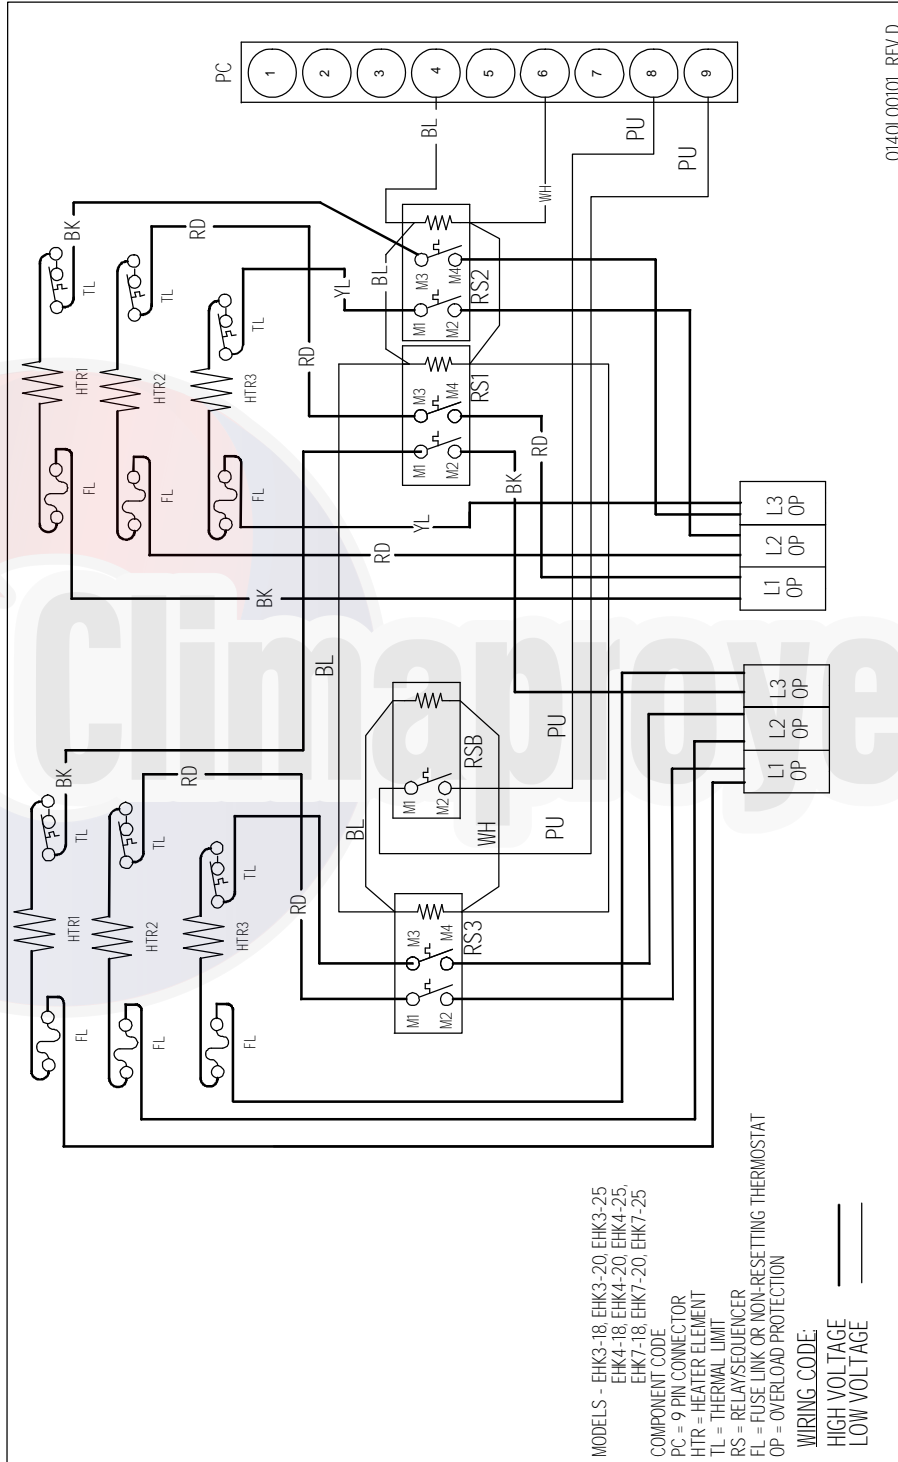 PC
1
2
3
4
5
6
7
8
9
BL
WH
PU
PU
0140L00101 REV D
BK
RD
YL
TL
TL
TL
HTR1
HTR2
HTR3
FL
FL
FL
BL
M3
M4
M1
M2
RS2
RD
M3
M4
M1
M2
RS1
BK
RD
YL
RD
BK
L1
OP
L2
OP
L3
OP
BL
BK
RD
TL
TL
TL
HTR1
HTR2
HTR3
FL
FL
FL
RD
BL
WH
M1
M2
RSB
PU
PU
M3
M4
M1
M2
RS3
L1
OP
L2
OP
L3
OP
Climaproye
MODELS - EHK3-18, EHK3-20, EHK3-25
EHK4-18, EHK4-20, EHK4-25,
EHK7-18, EHK7-20, EHK7-25
COMPONENT CODE
PC = 9 PIN CONNECTOR
HTR = HEATER ELEMENT
TL = THERMAL LIMIT
RS = RELAY/SEQUENCER
FL = FUSE LINK OR NON-RESETTING THERMOSTAT
OP = OVERLOAD PROTECTION
WIRING CODE:
HIGH VOLTAGE
LOW VOLTAGE